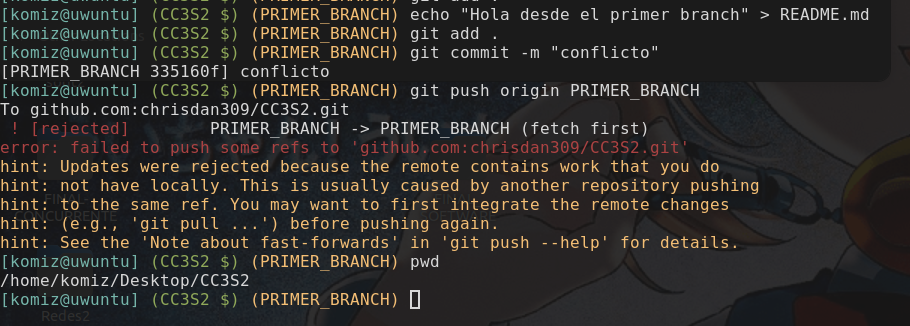 git add .
[komiz@uwuntu] (CC3S2 $) (PRIMER_BRANCH) echo "Hola desde el primer branch" > README.md
[komiz@uwuntu] (CC3S2 $) (PRIMER_BRANCH) git add .
[komiz@uwuntu] (CC3S2 $) (PRIMER_BRANCH) git commit -m "conflicto"
[PRIMER_BRANCH 335160f] conflicto
[komiz@uwuntu] (CC3S2 $) (PRIMER_BRANCH) git push origin PRIMER_BRANCH
To github.com:chrisdan309/CC3S2.git
 ! [rejected]        PRIMER_BRANCH -> PRIMER_BRANCH (fetch first)
error: failed to push some refs to 'github.com:chrisdan309/CC3S2.git'
hint: Updates were rejected because the remote contains work that you do
hint: not have locally. This is usually caused by another repository pushing
hint: to the same ref. You may want to first integrate the remote changes
hint: (e.g., 'git pull ...') before pushing again.
hint: See the 'Note about fast-forwards' in 'git push --help' for details.
[komiz@uwuntu] (CC3S2 $) (PRIMER_BRANCH) pwd
/home/komiz/Desktop/CC3S2
[komiz@uwuntu] (CC3S2 $) (PRIMER_BRANCH)
Redes2